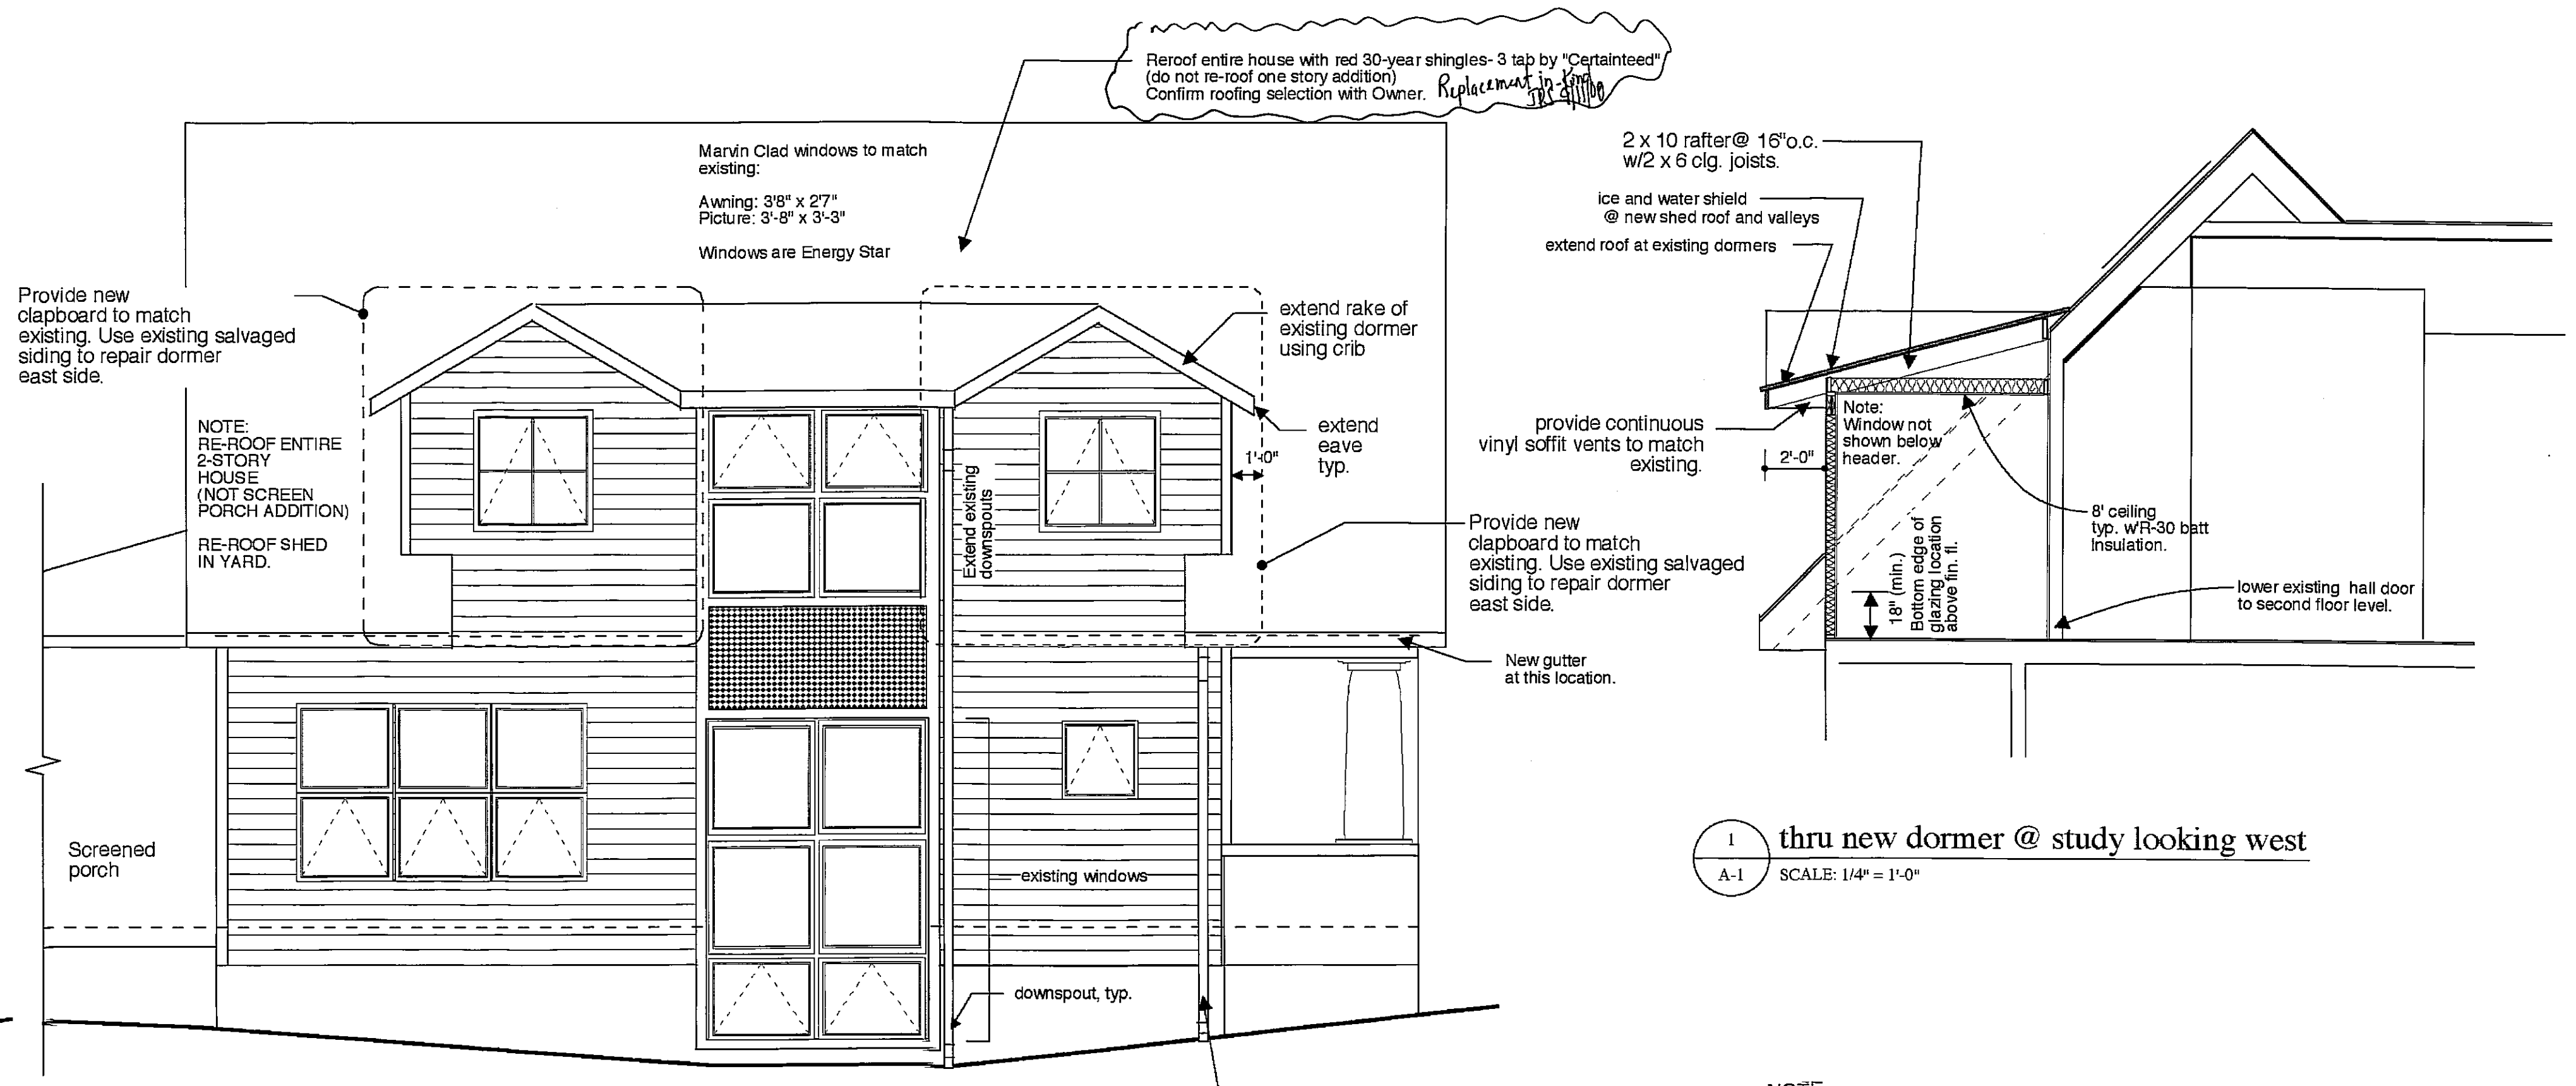 Reroof entire house with red 30-year shingles- 3 tab by "Certainteed"
(do not re-roof one story addition)
Confirm roofing selection with Owner. Replacement in-King
Marvin Clad windows to match
existing:
Awning: 3'8" x 2'7"
Picture: 3'-8" x 3'-3"
Windows are Energy Star
Provide new
clapboard to match
existing. Use existing salvaged
siding to repair dormer
east side.
NOTE:
RE-ROOF ENTIRE
2-STORY
HOUSE
(NOT SCREEN
PORCH ADDITION)
RE-ROOF SHED
IN YARD.
extend rake of
existing dormer
using crib
extend
eave
typ.
1'-0"
Extend existing
downspouts
Provide new
clapboard to match
existing. Use existing salvaged
siding to repair dormer
east side.
New gutter
at this location.
Screened
porch
existing windows
downspout, typ.
2 x 10 rafter@ 16"o.c.
w/2 x 6 clg. joists.
ice and water shield
@ new shed roof and valleys
extend roof at existing dormers
provide continuous
vinyl soffit vents to match
existing.
2'-0"
Note:
Window not
shown below
header.
8' ceiling
typ. w/R-30 batt
Insulation.
18" (min.)
Bottom edge of
glazing location
above fin. fl.
lower existing hall door
to second floor level.
1
A-1
thru new dormer @ study looking west
SCALE: 1/4" = 1'-0"